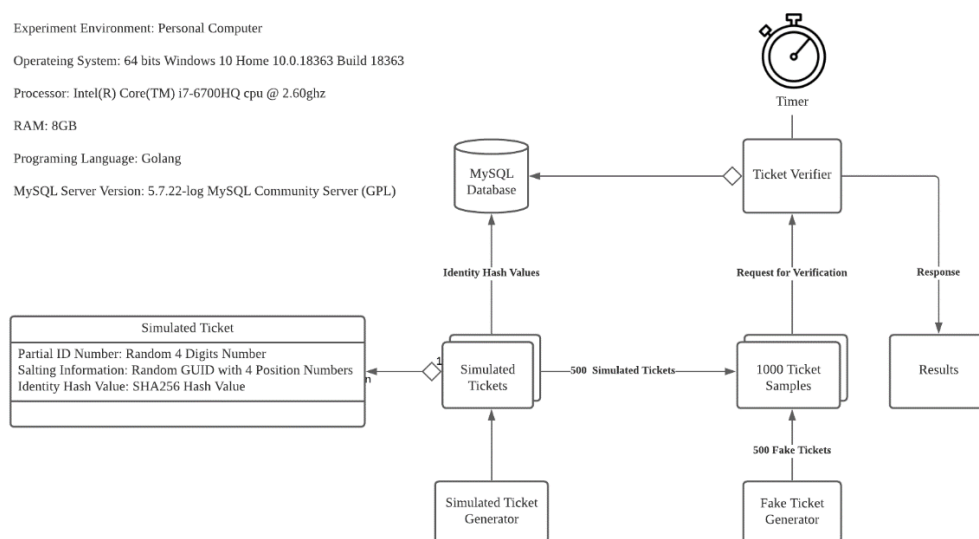 Experiment Environment: Personal Computer
Operateing System: 64 bits Windows 10 Home 10.0.18363 Build 18363
Processor: Intel(R) Core(TM) i7-6700HQ cpu @ 2.60ghz
RAM: 8GB
Programing Language: Golang
MySQL Server Version: 5.7.22-log MySQL Community Server (GPL)
Timer
MySQL
Database
Ticket Verifier
Identity Hash Values
Request for Verification
Response
Simulated Ticket
Partial ID Number: Random 4 Digits Number
Salting Information: Random GUID with 4 Position Numbers
Identity Hash Value: SHA256 Hash Value
1
n
Simulated
Tickets
500 Simulated Tickets
1000 Ticket
Samples
Results
500 Fake Tickets
Simulated Ticket
Generator
Fake Ticket
Generator